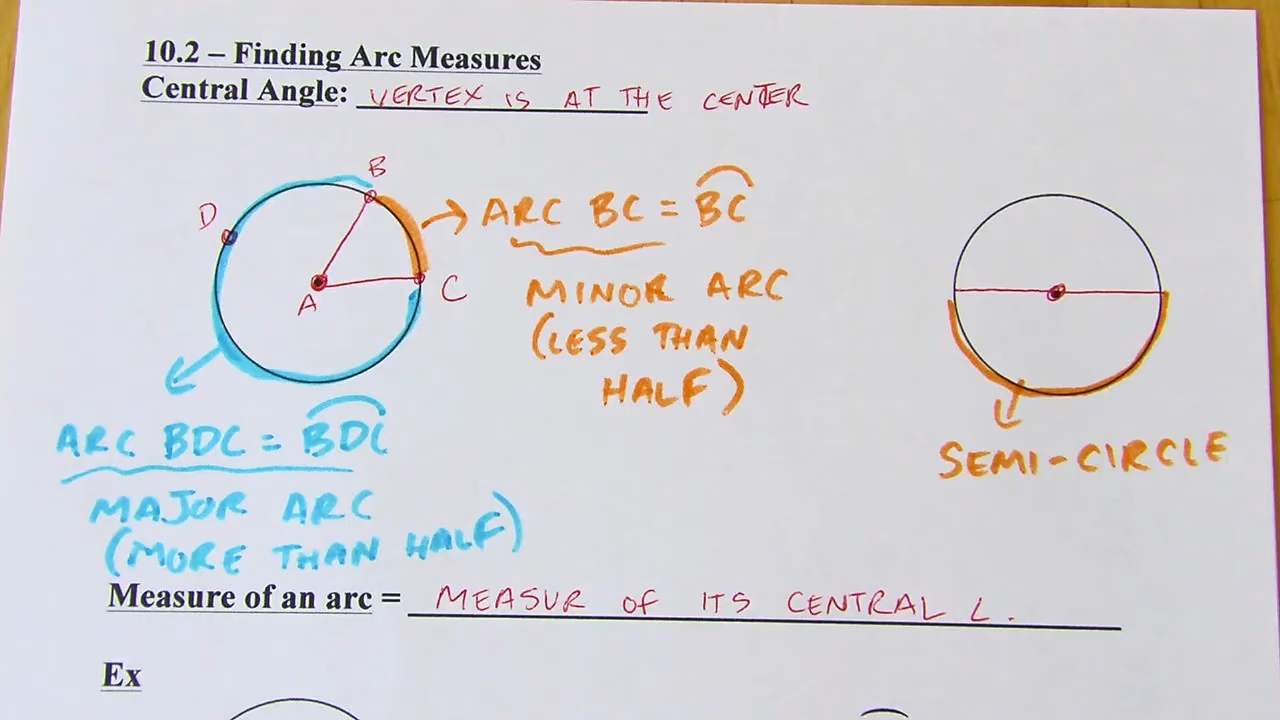 10.2 – Finding Arc Measures
Central Angle: VERTEX IS AT THE CENTER
B
D
A
C
ARC BC = BC
MINOR ARC
(LESS THAN
HALF)
ARC BDC = BDC
MAJOR ARC
(MORE THAN HALF)
SEMI-CIRCLE
Measure of an arc = MEASUR OF ITS CENTRAL ∠.
Ex